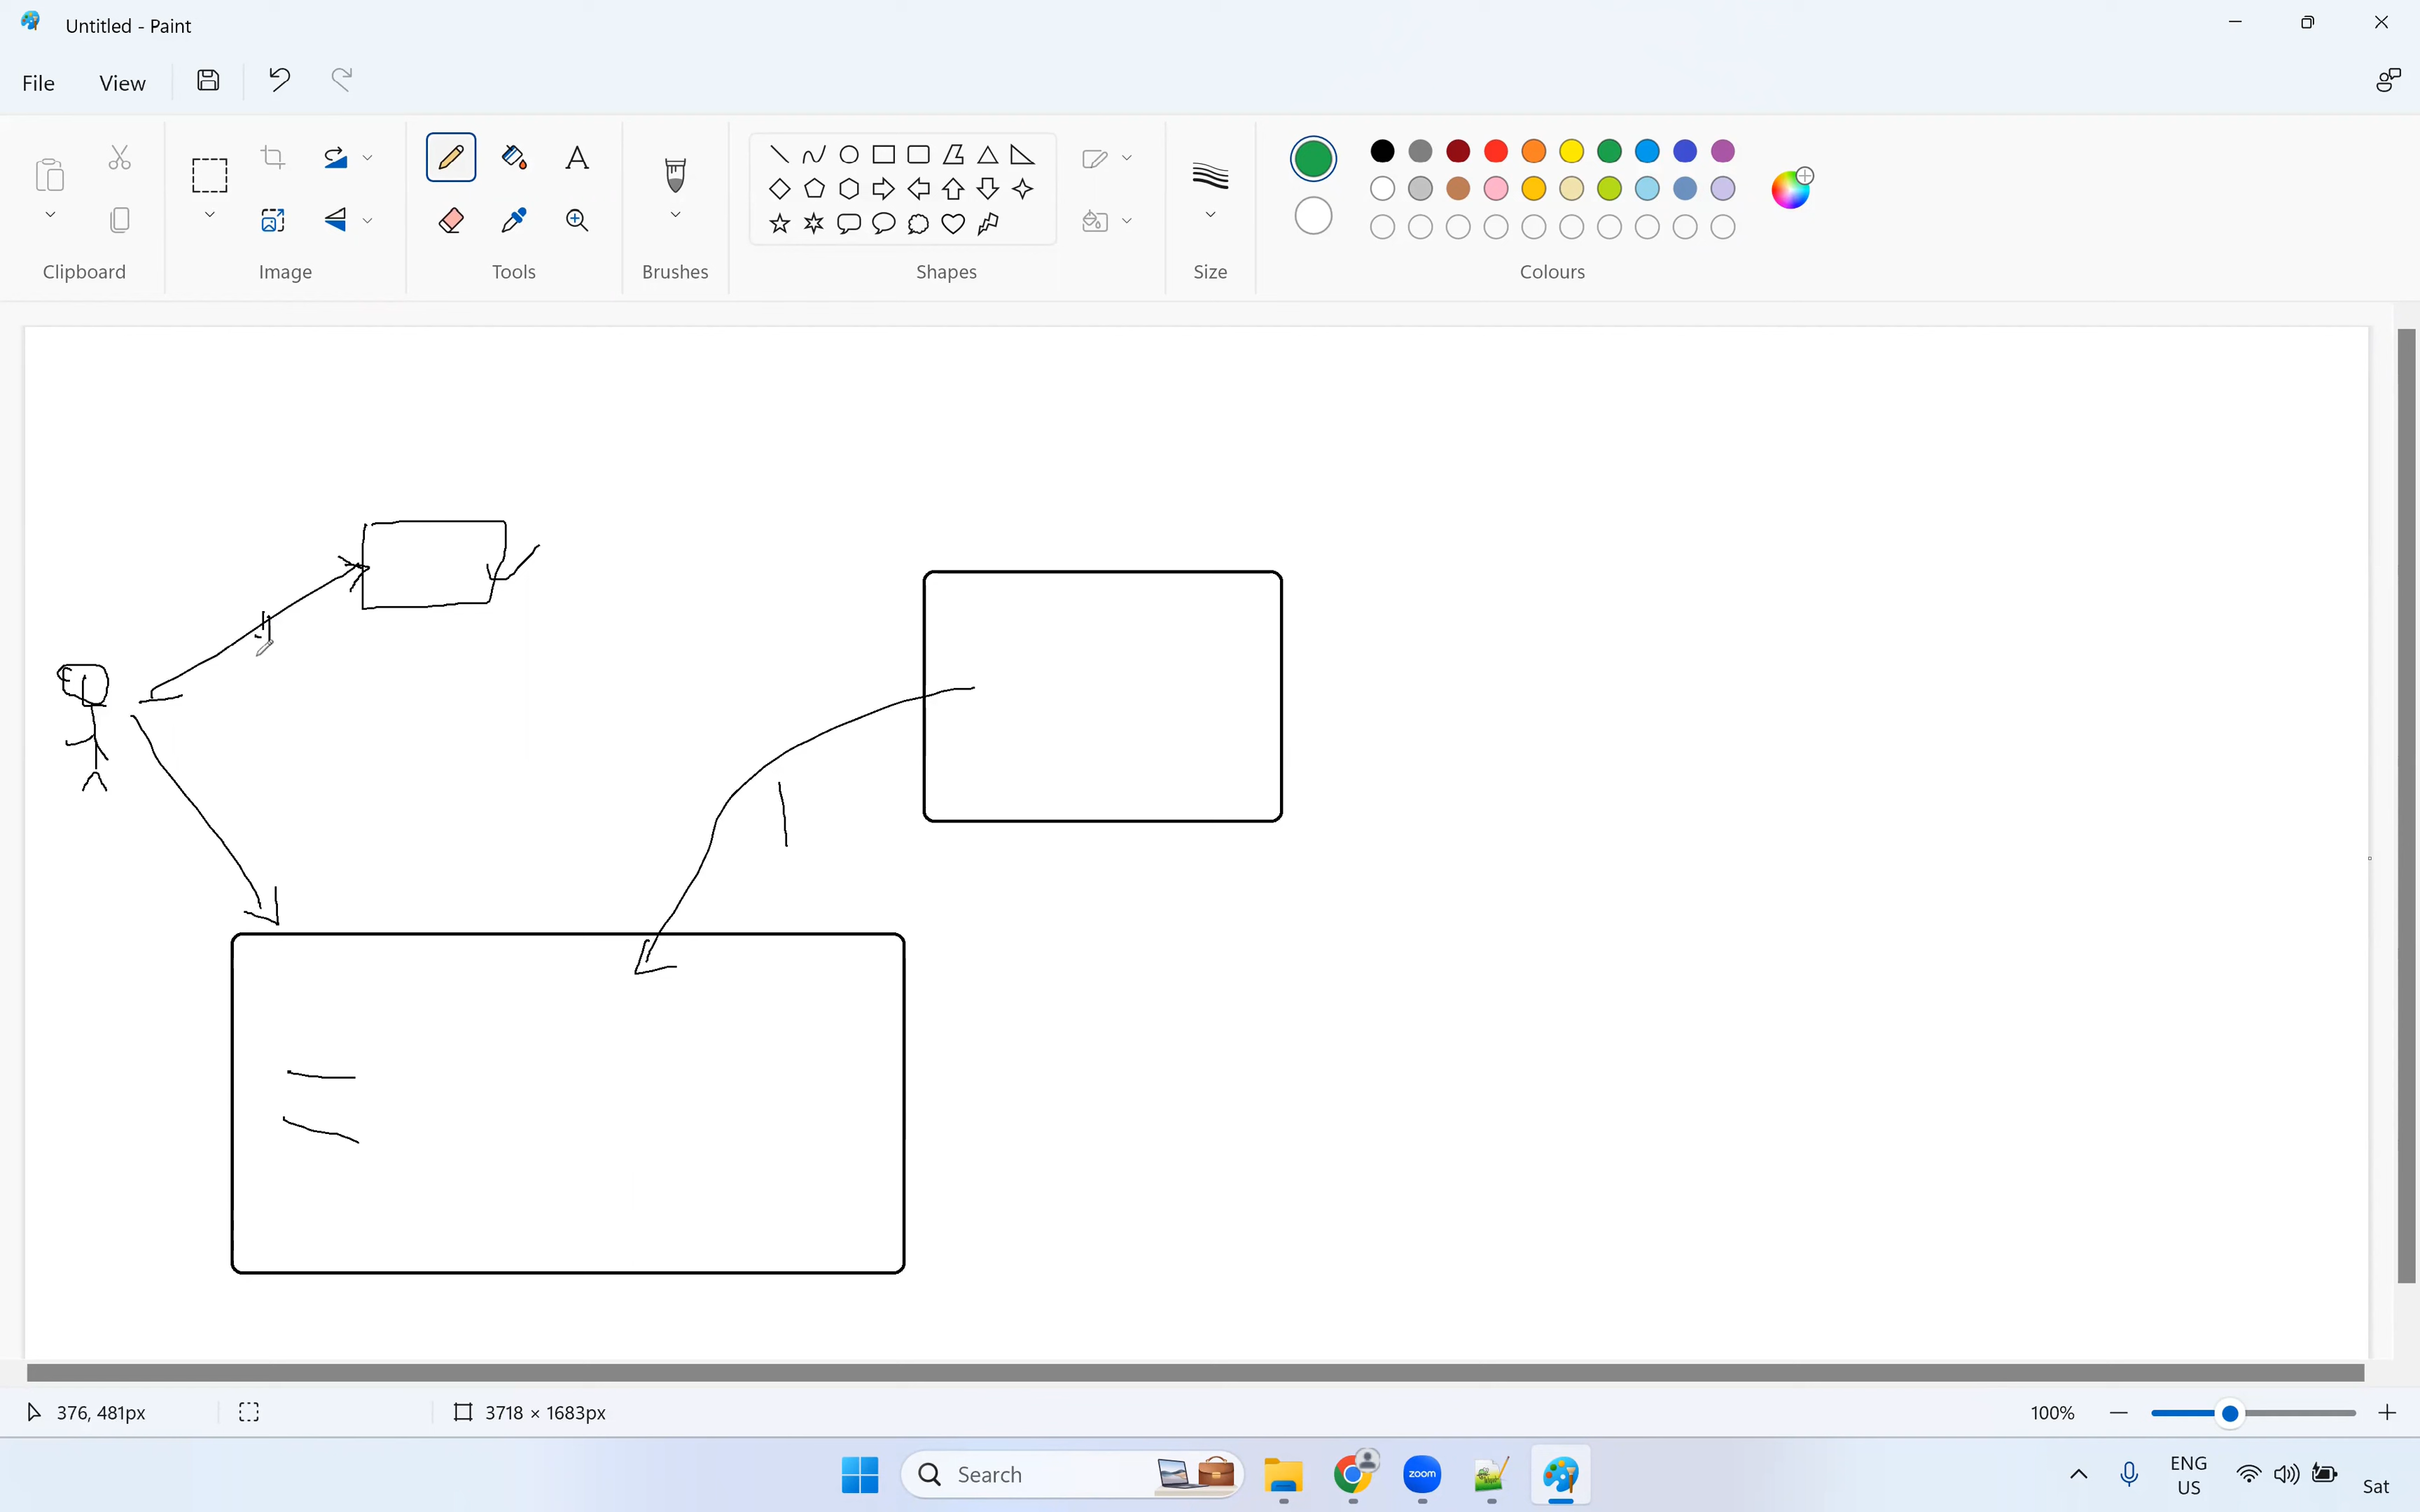 Untitled - Paint
File View
Clipboard Image Tools Brushes Shapes Size Colours
376, 481px 3718 × 1683px 100%
Search zoom ENG
US Sat